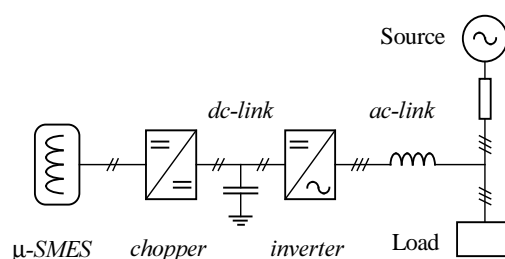 Source
dc-link
ac-link
μ-SMES
chopper
inverter
Load